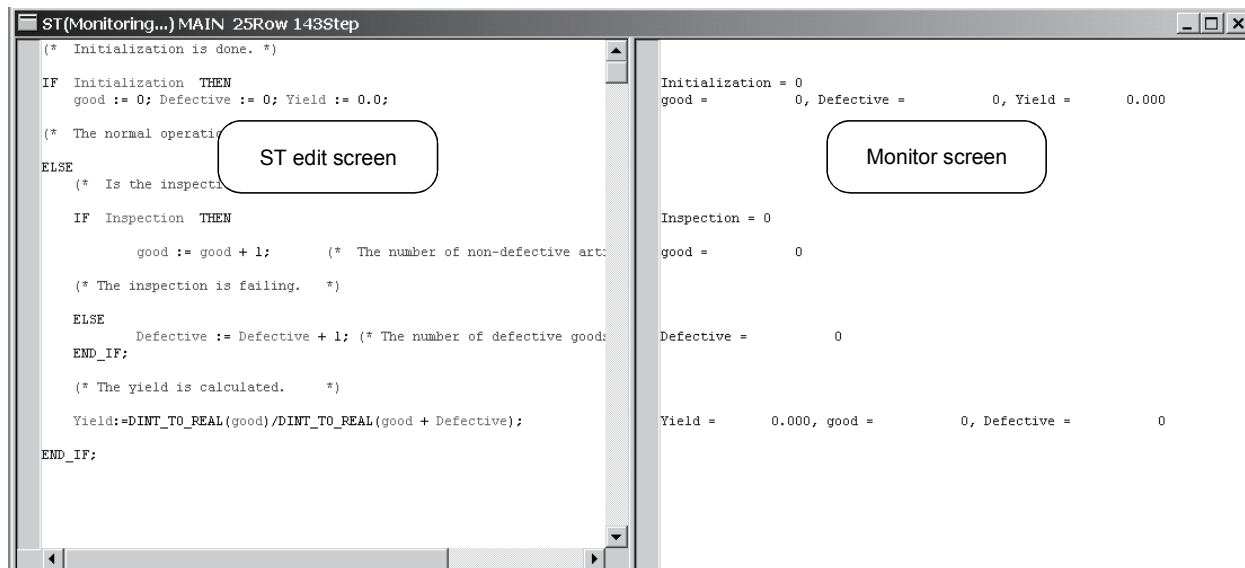 ST(Monitoring...) MAIN 25Row 143Step
(* Initialization is done. *)
IF Initialization THEN
good := 0; Defective := 0; Yield := 0.0;
(* The normal operatio
ELSE
(* Is the inspecti
IF Inspection THEN
good := good + 1; (* The number of non-defective art
(* The inspection is failing. *)
ELSE
Defective := Defective + 1; (* The number of defective goods
END_IF;
(* The yield is calculated. *)
Yield:=DINT_TO_REAL(good)/DINT_TO_REAL(good + Defective);
END_IF;
ST edit screen
Initialization = 0
good = 0, Defective = 0, Yield = 0.000
Monitor screen
Inspection = 0
good = 0
Defective = 0
Yield = 0.000, good = 0, Defective = 0